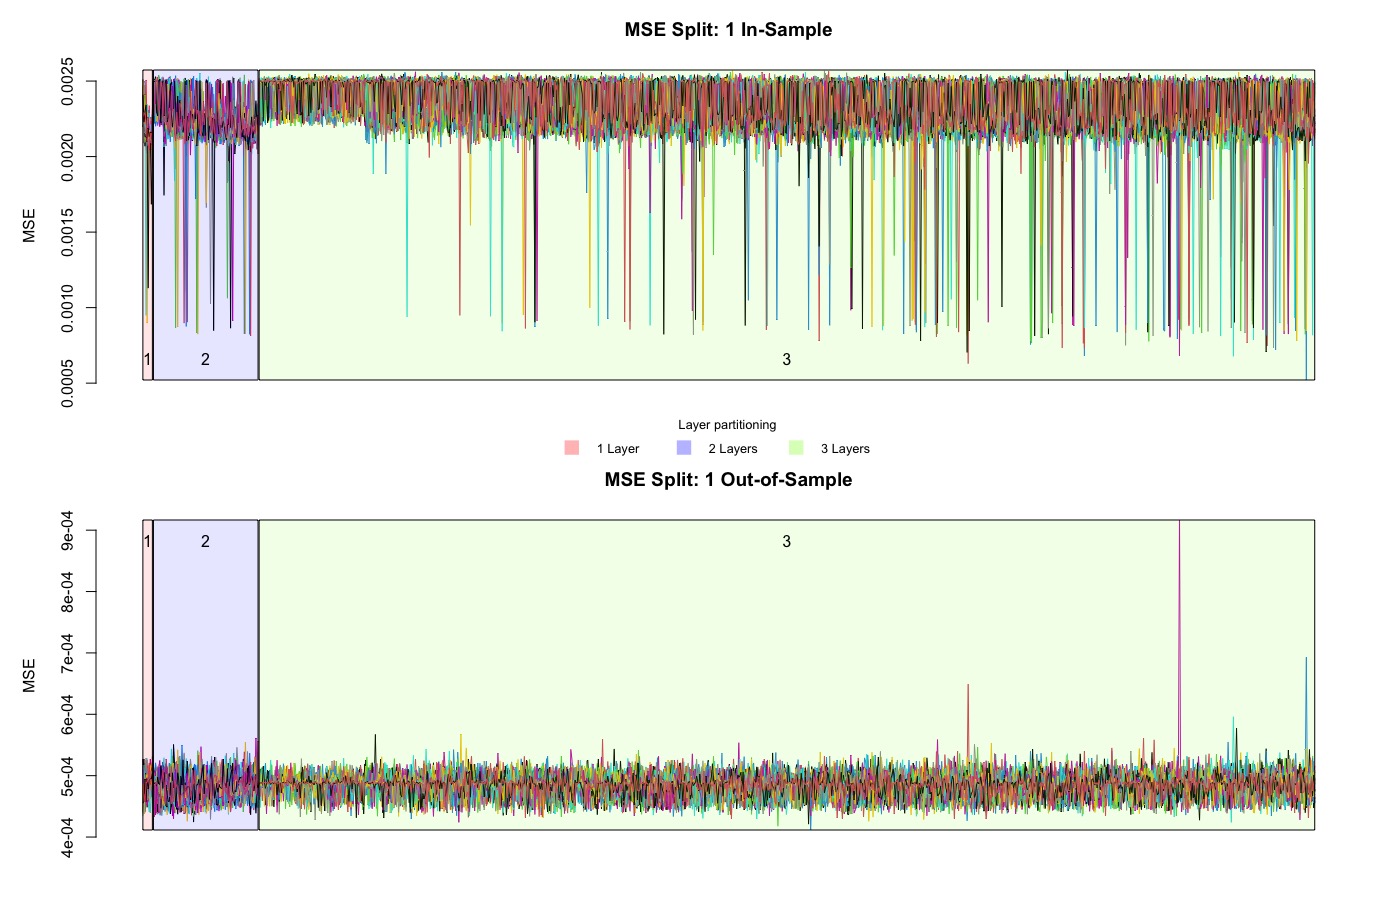 MSE Split: 1 In-Sample
MSE
0.0005 0.0010 0.0015 0.0020 0.0025
1 2 3
Layer partitioning
1 Layer 2 Layers 3 Layers
MSE Split: 1 Out-of-Sample
MSE
4e-04 5e-04 6e-04 7e-04 8e-04 9e-04
1 2 3